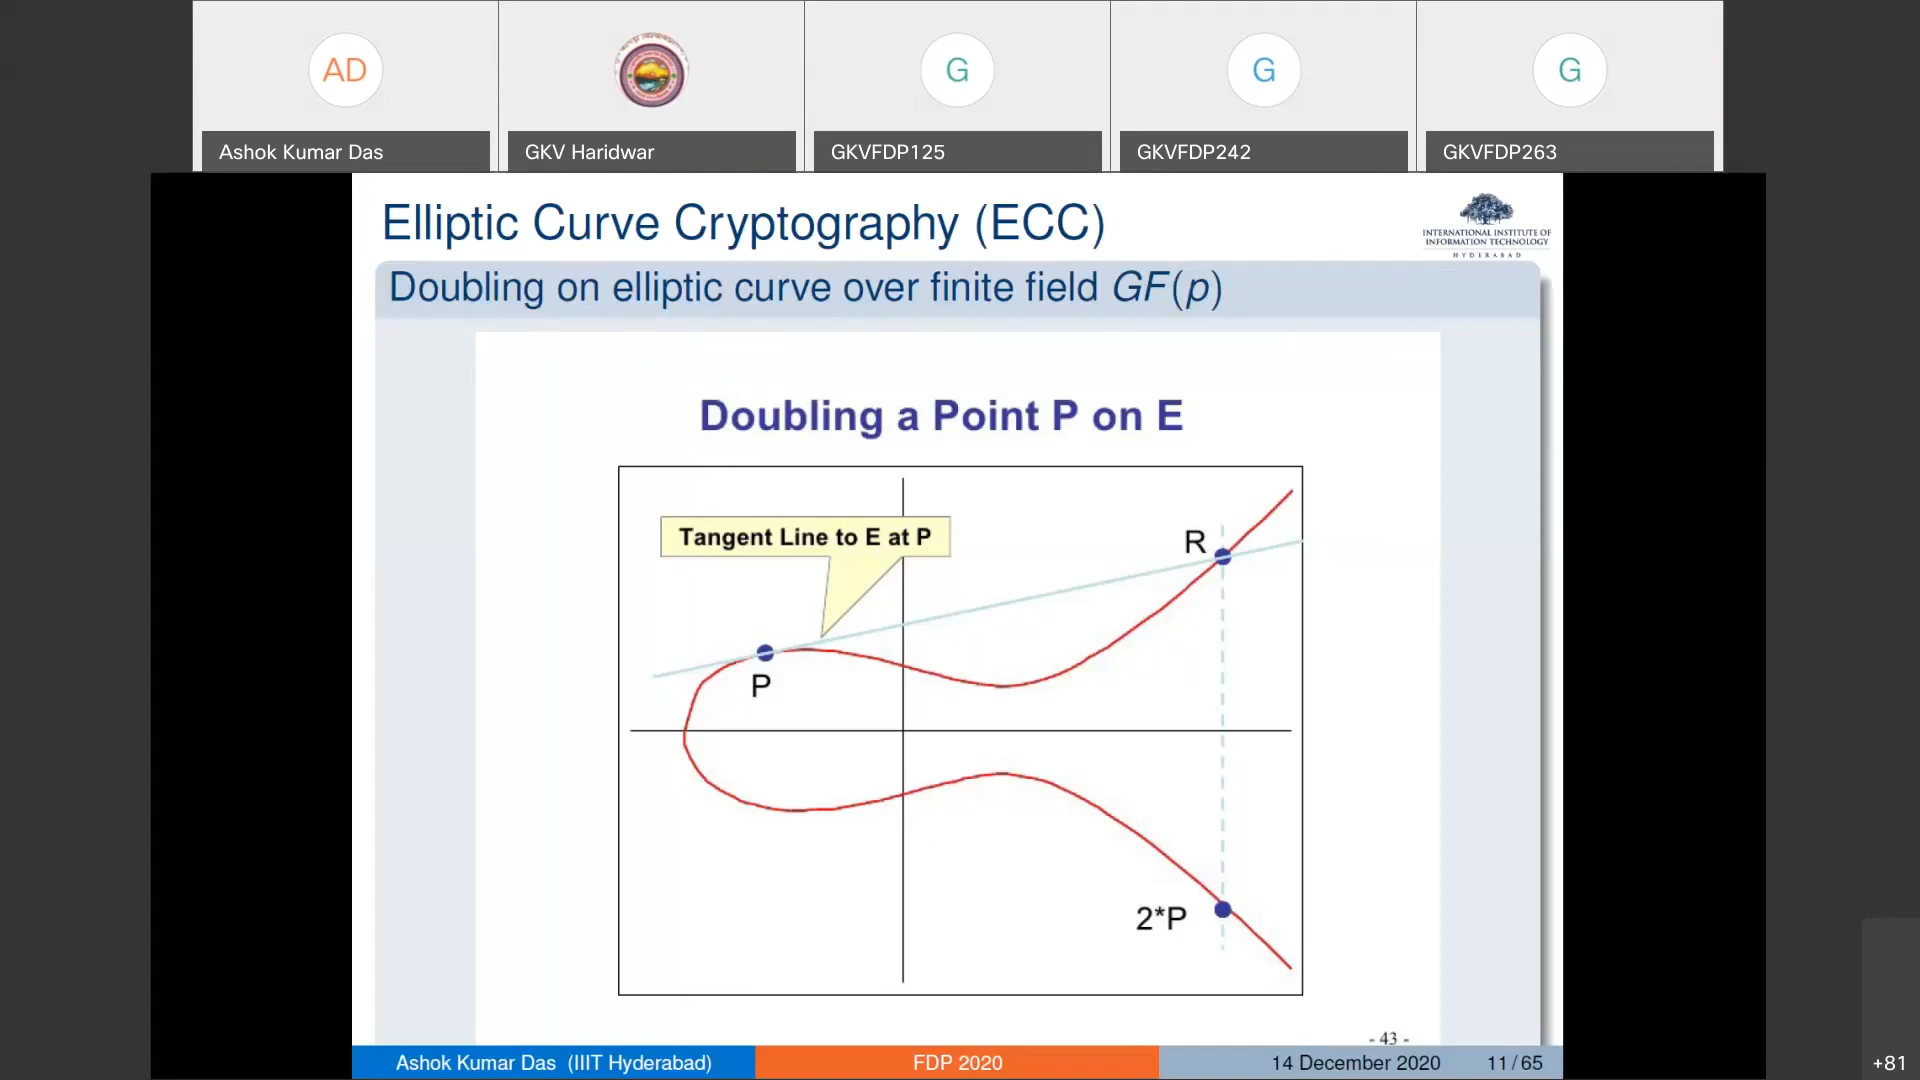 AD
G
G
G
Ashok Kumar Das
GKV Haridwar
GKVFDP125
GKVFDP242
GKVFDP263
Elliptic Curve Cryptography (ECC)
INTERNATIONAL INSTITUTE OF
INFORMATION TECHNOLOGY
HYDERABAD
Doubling on elliptic curve over finite field GF(p)
Doubling a Point P on E
Tangent Line to E at P
R
P
2*P
- 43 -
Ashok Kumar Das (IIIT Hyderabad)
FDP 2020
14 December 2020
11 / 65
+81